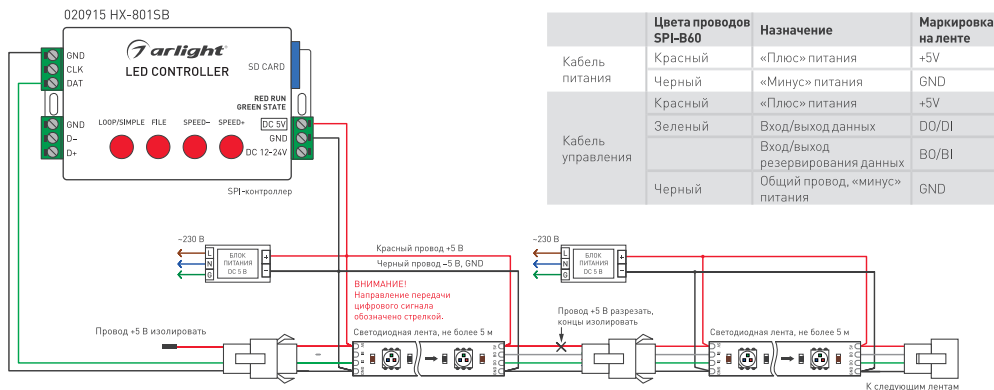 020915 HX-801SB
GND
CLK
DAT
arlight
LED CONTROLLER
SD CARD
RED RUN
GREEN STATE
LOOP/SIMPLE FILE SPEED– SPEED+
DC 5V
GND
DC 12-24V
GND
D–
D+
SPI-контроллер
Цвета проводов SPI-B60 Назначение Маркировка на ленте
Кабель питания
Красный «Плюс» питания +5V
Черный «Минус» питания GND
Кабель управления
Красный «Плюс» питания +5V
Зеленый Вход/выход данных DO/DI
Вход/выход резервирования данных BO/BI
Черный Общий провод, «минус» питания GND
~230 В
L
N
G
БЛОК
ПИТАНИЯ
DC 5 В
+
–
Красный провод +5 В
Черный провод –5 В, GND
ВНИМАНИЕ!
Направление передачи
цифрового сигнала
обозначено стрелкой.
~230 В
L
N
G
БЛОК
ПИТАНИЯ
DC 5 В
+
–
Провод +5 В изолировать
Светодиодная лента, не более 5 м
Провод +5 В разрезать,
концы изолировать
Светодиодная лента, не более 5 м
К следующим лентам